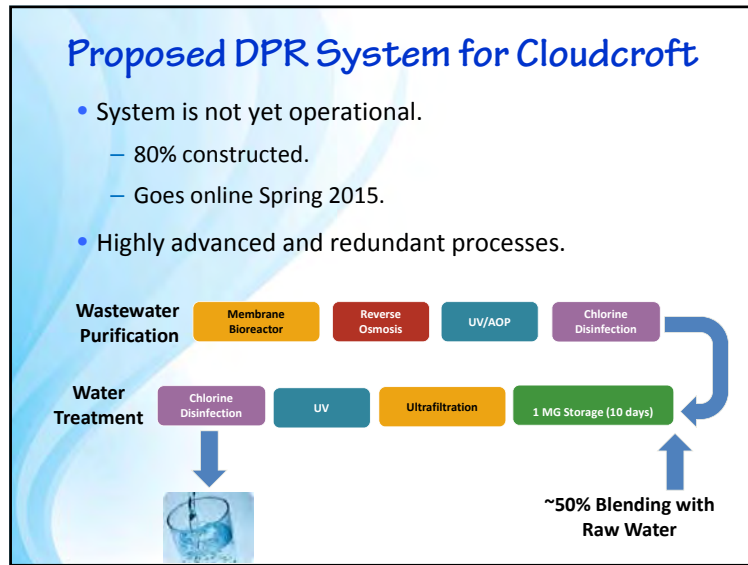 Proposed DPR System for Cloudcroft
• System is not yet operational.
– 80% constructed.
– Goes online Spring 2015.
• Highly advanced and redundant processes.
Wastewater
Purification
Membrane
Bioreactor
Reverse
Osmosis
UV/AOP
Chlorine
Disinfection
Water
Treatment
Chlorine
Disinfection
UV
Ultrafiltration
1 MG Storage (10 days)
~50% Blending with
Raw Water